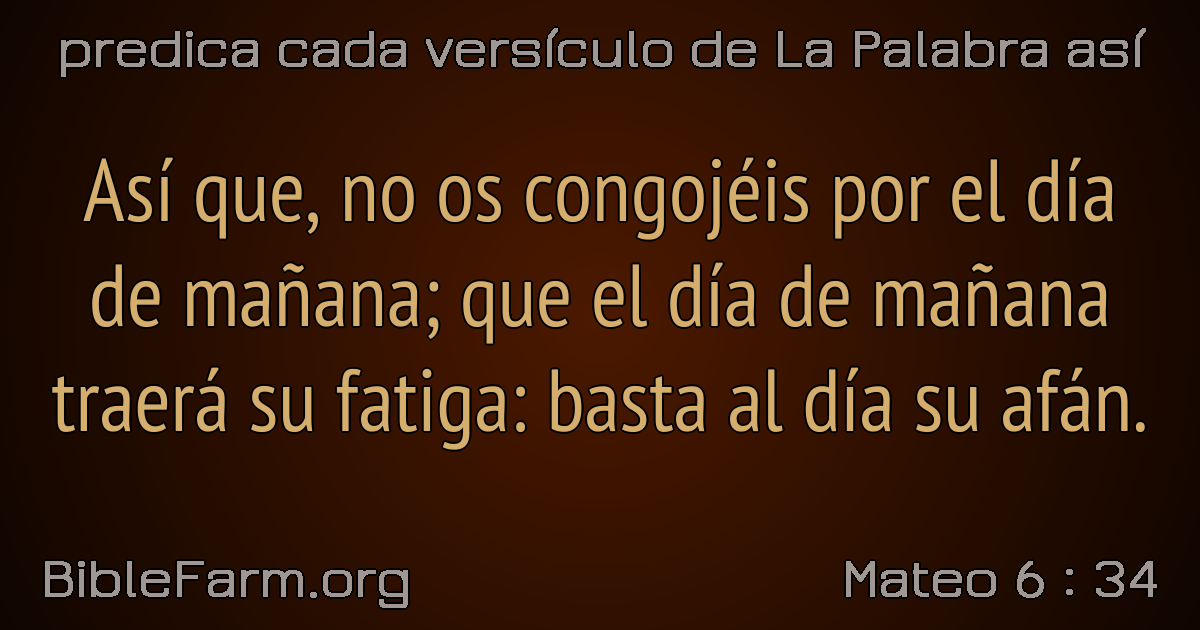 predica cada versículo de La Palabra así
Así que, no os congojéis por el día
de mañana; que el día de mañana
traerá su fatiga: basta al día su afán.
BibleFarm.org
Mateo 6 : 34